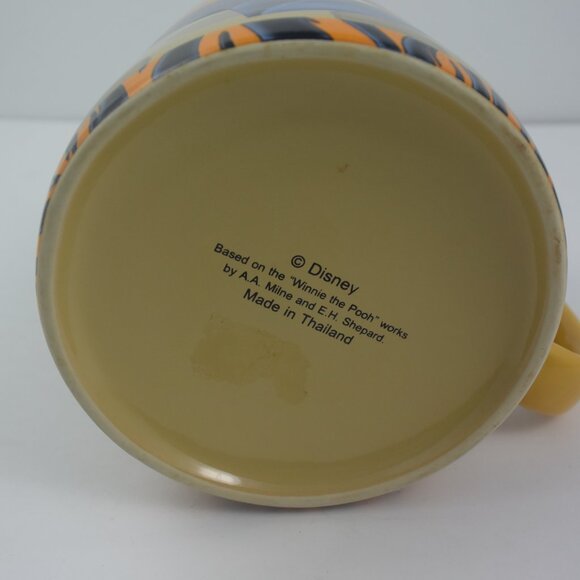 © Disney
Based on the "Winnie the Pooh" works
by A.A. Milne and E.H. Shepard.
Made in Thailand